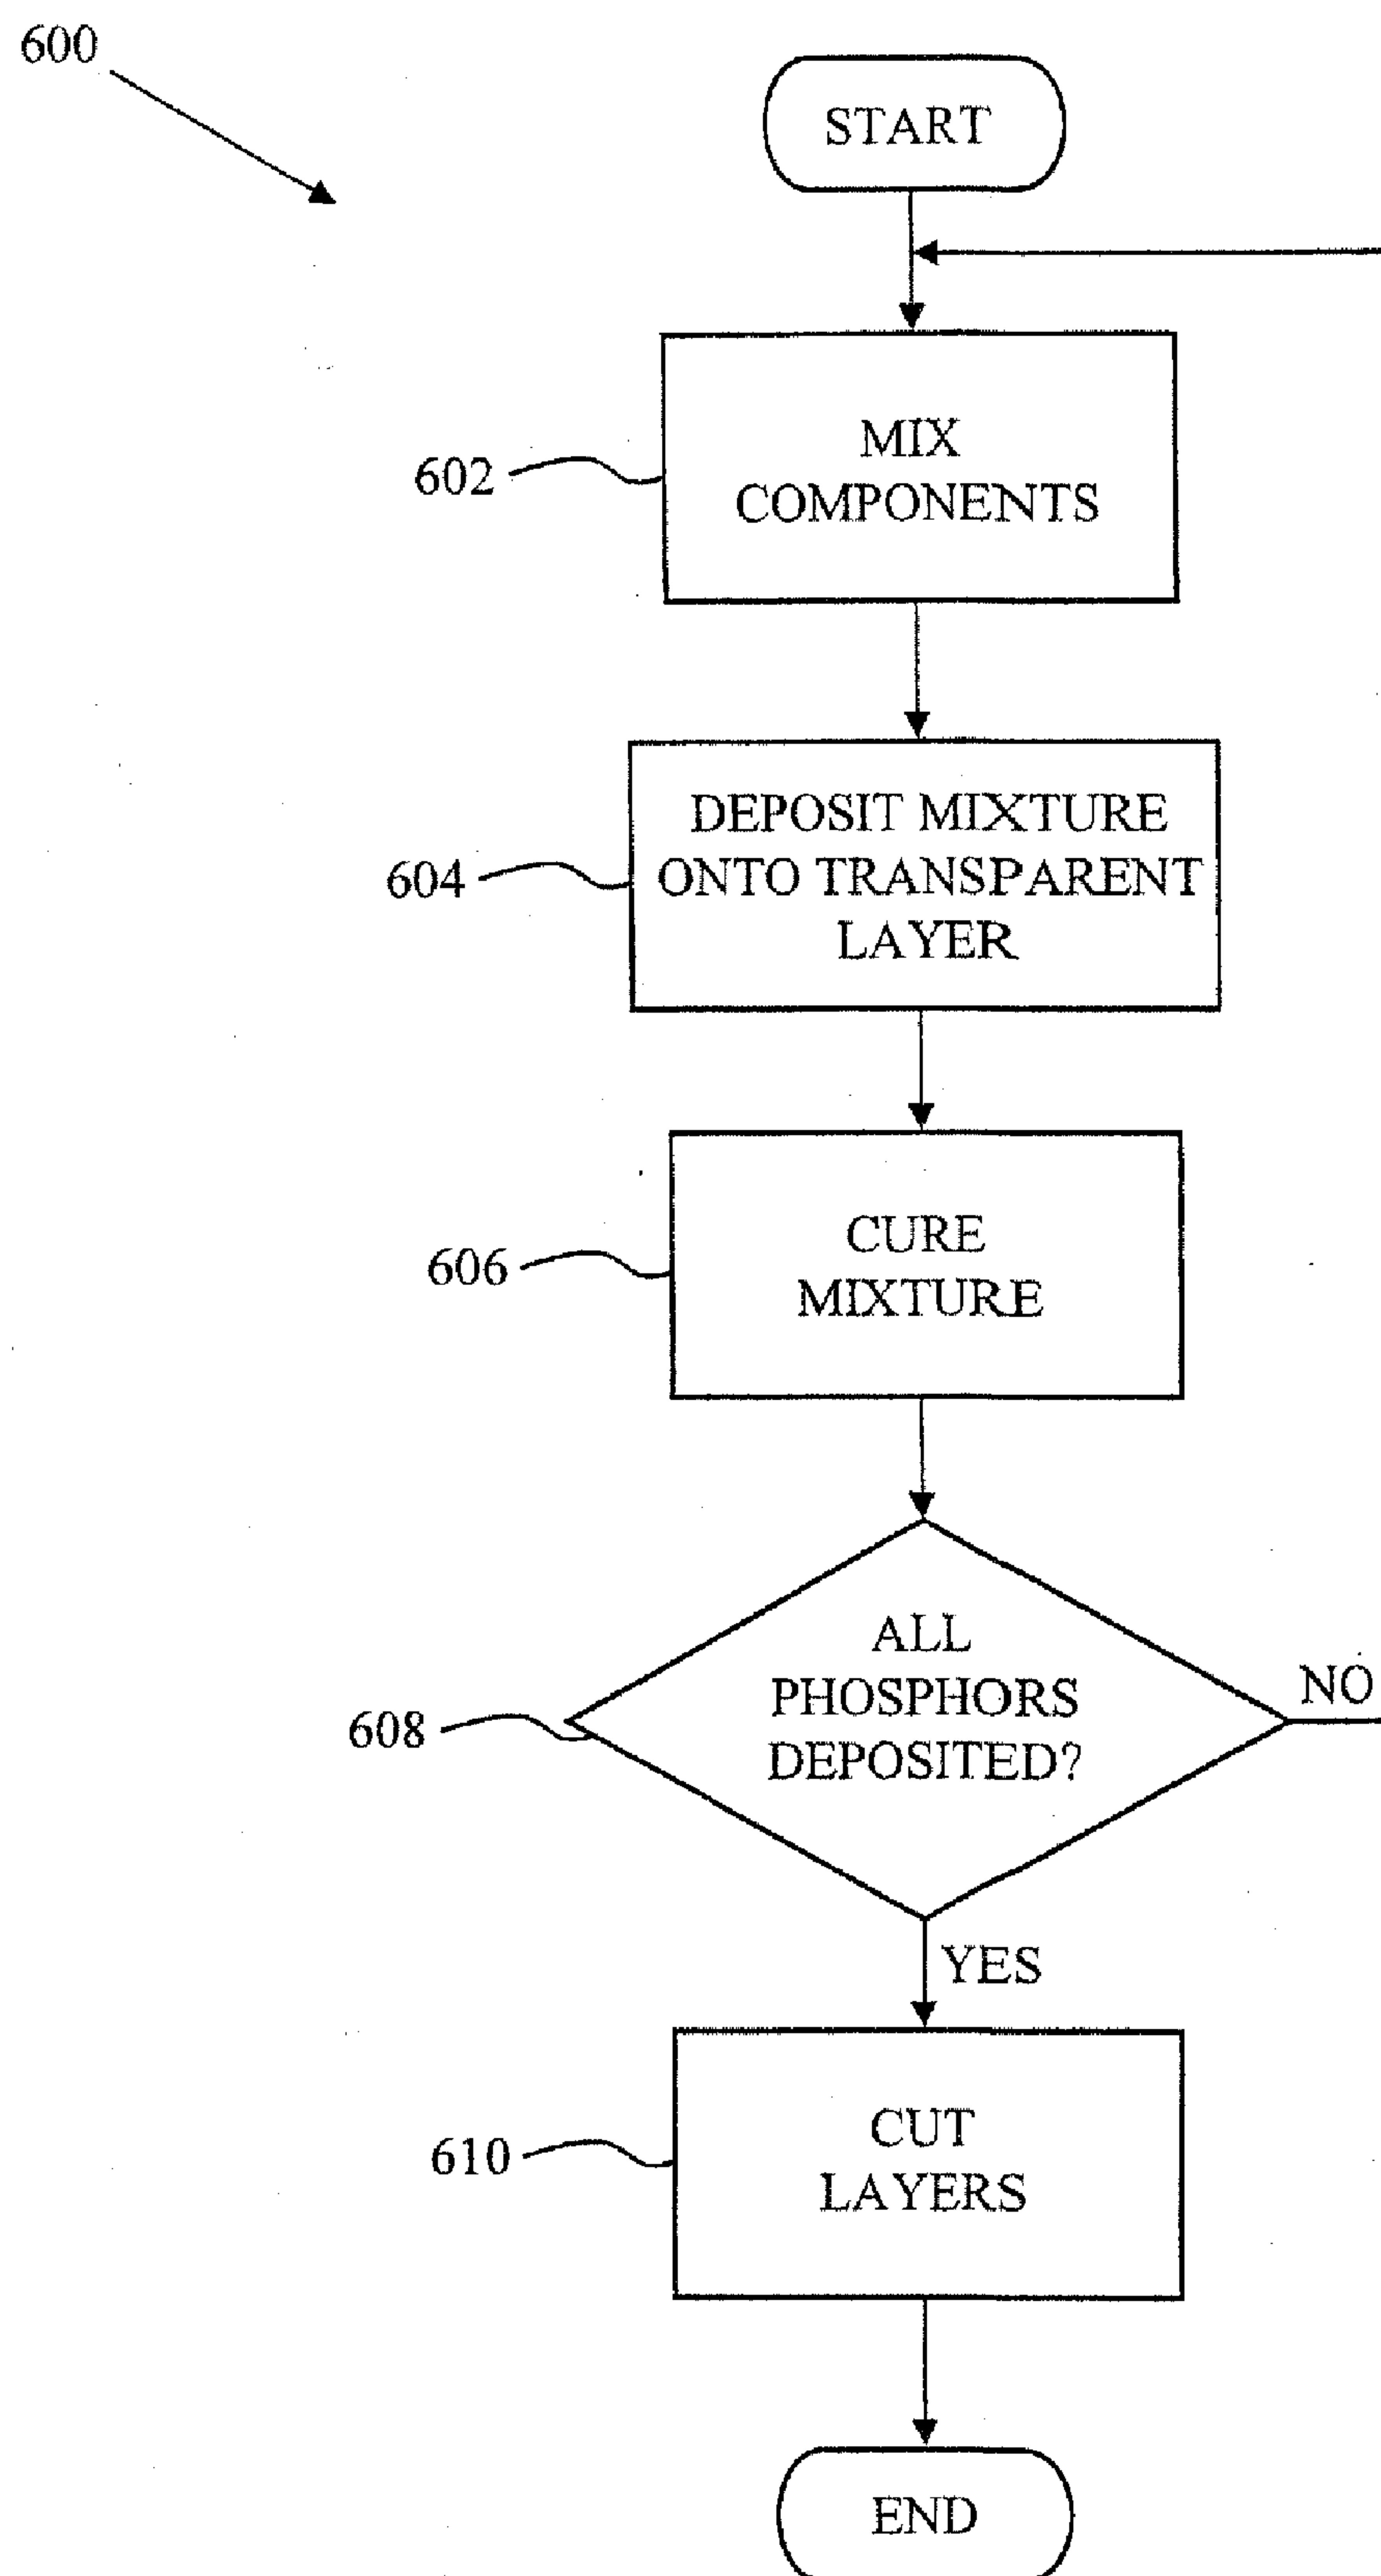 600
START
602
MIX
COMPONENTS
604
DEPOSIT MIXTURE
ONTO TRANSPARENT
LAYER
606
CURE
MIXTURE
608
ALL
PHOSPHORS
DEPOSITED?
NO
YES
610
CUT
LAYERS
END